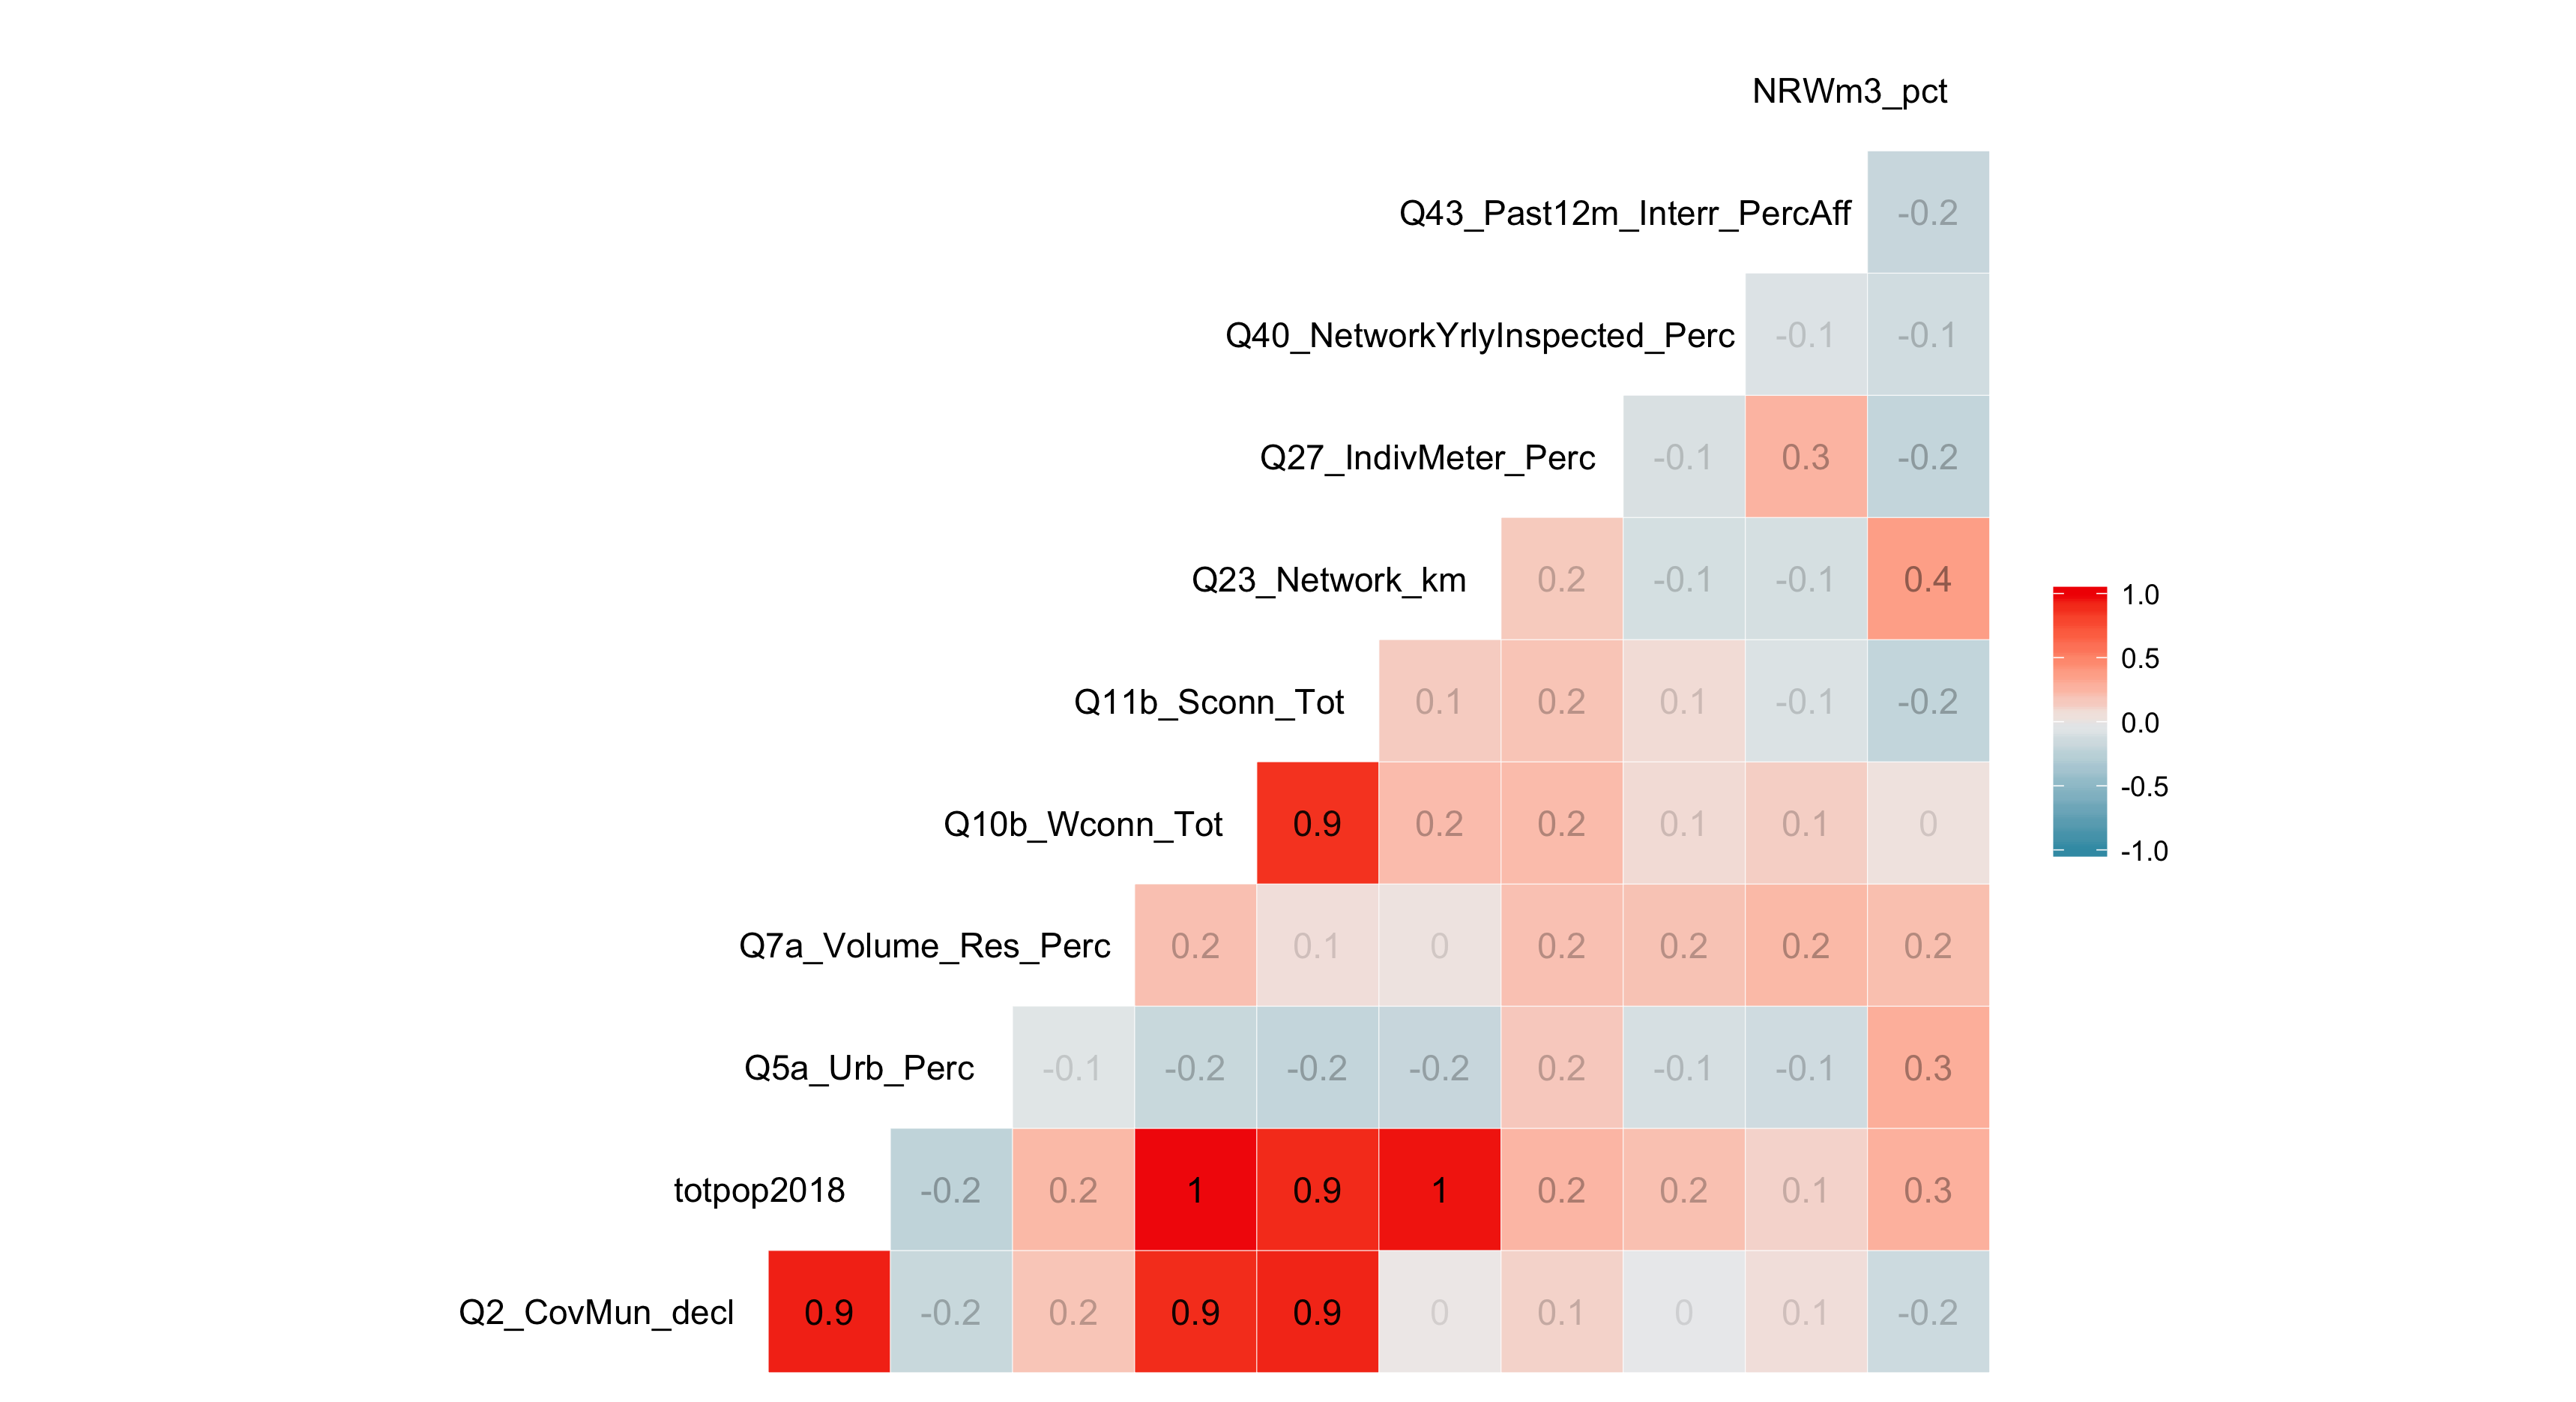 NRWm3_pct
Q43_Past12m_Interr_PercAff -0.2
Q40_NetworkYrlyInspected_Perc -0.1 -0.1
Q27_IndivMeter_Perc -0.1 0.3 -0.2
Q23_Network_km 0.2 -0.1 -0.1 0.4
Q11b_Sconn_Tot 0.1 0.2 0.1 -0.1 -0.2
Q10b_Wconn_Tot 0.9 0.2 0.2 0.1 0.1 0
Q7a_Volume_Res_Perc 0.2 0.1 0 0.2 0.2 0.2 0.2
Q5a_Urb_Perc -0.1 -0.2 -0.2 -0.2 0.2 -0.1 -0.1 0.3
totpop2018 -0.2 0.2 1 0.9 1 0.2 0.2 0.1 0.3
Q2_CovMun_decl 0.9 -0.2 0.2 0.9 0.9 0 0.1 0 0.1 -0.2
1.0
0.5
0.0
-0.5
-1.0